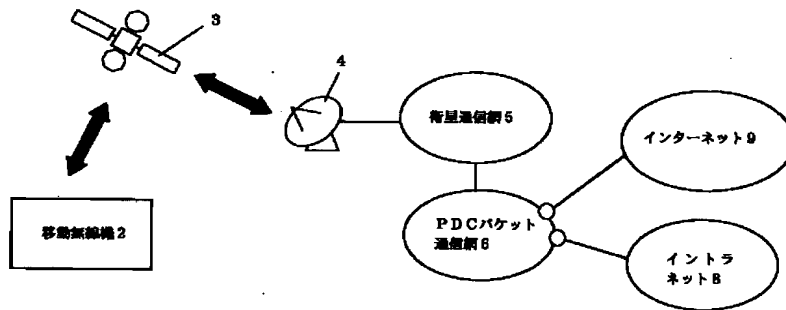 3
4
衛星通信網5
インターネット9
移動無線機2
PDCパケット
通信網6
イントラ
ネット8